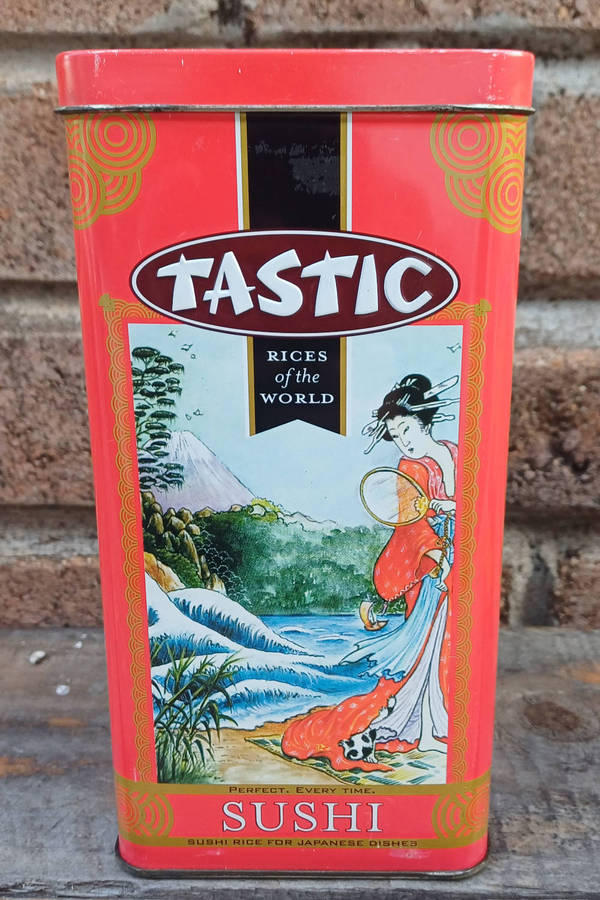 TASTIC
RICES
of the
WORLD
PERFECT. EVERY TIME.
SUSHI
SUSHI RICE FOR JAPANESE DISHES